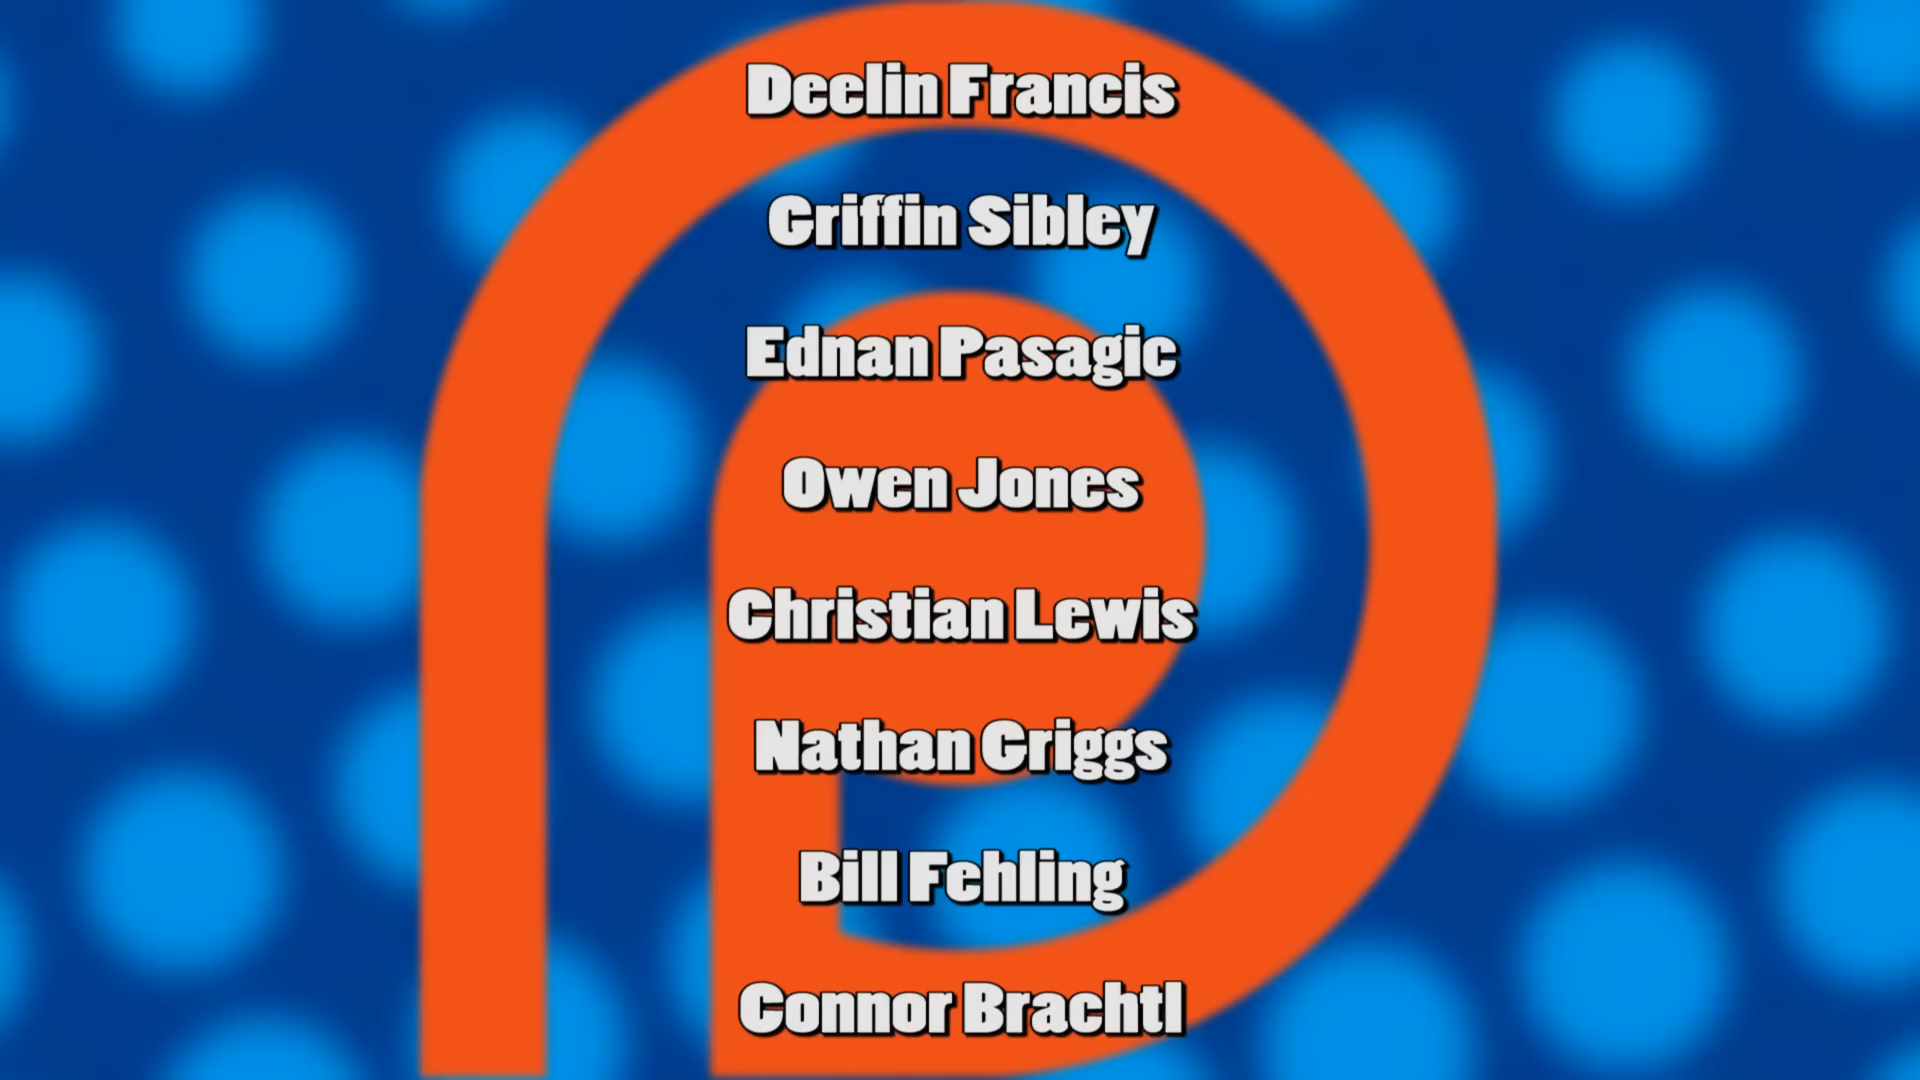 Deelin Francis
Griffin Sibley
Ednan Pasagic
Owen Jones
Christian Lewis
Nathan Griggs
Bill Fehling
Connor Brachtl